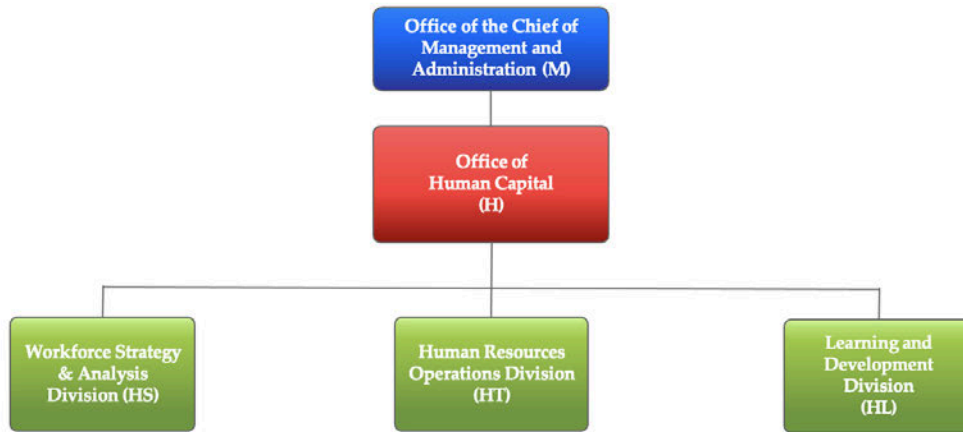 Office of the Chief of
Management and
Administration (M)
Office of
Human Capital
(H)
Workforce Strategy
& Analysis
Division (HS)
Human Resources
Operations Division
(HT)
Learning and
Development
Division
(HL)